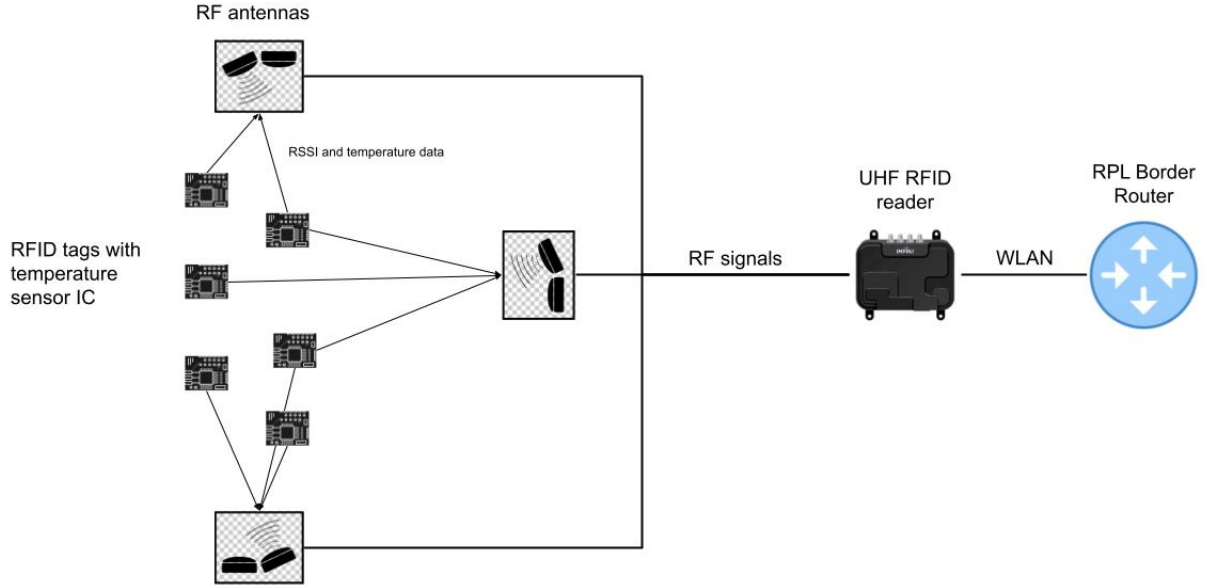 RF antennas
RSSI and temperature data
RFID tags with
temperature
sensor IC
RF signals
UHF RFID
reader
WLAN
RPL Border
Router